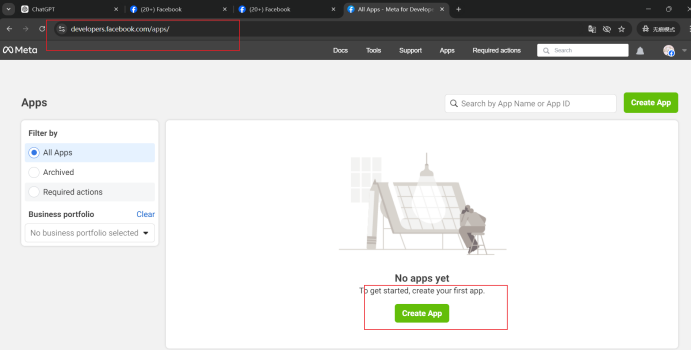 ChatGPT
(20+) Facebook
(20+) Facebook
All Apps - Meta for Develope
developers.facebook.com/apps/
无痕模式
Meta
Docs
Tools
Support
Apps
Required actions
Search
Apps
Search by App Name or App ID
Create App
Filter by
All Apps
Archived
Required actions
Business portfolio
Clear
No business portfolio selected
No apps yet
To get started, create your first app.
Create App